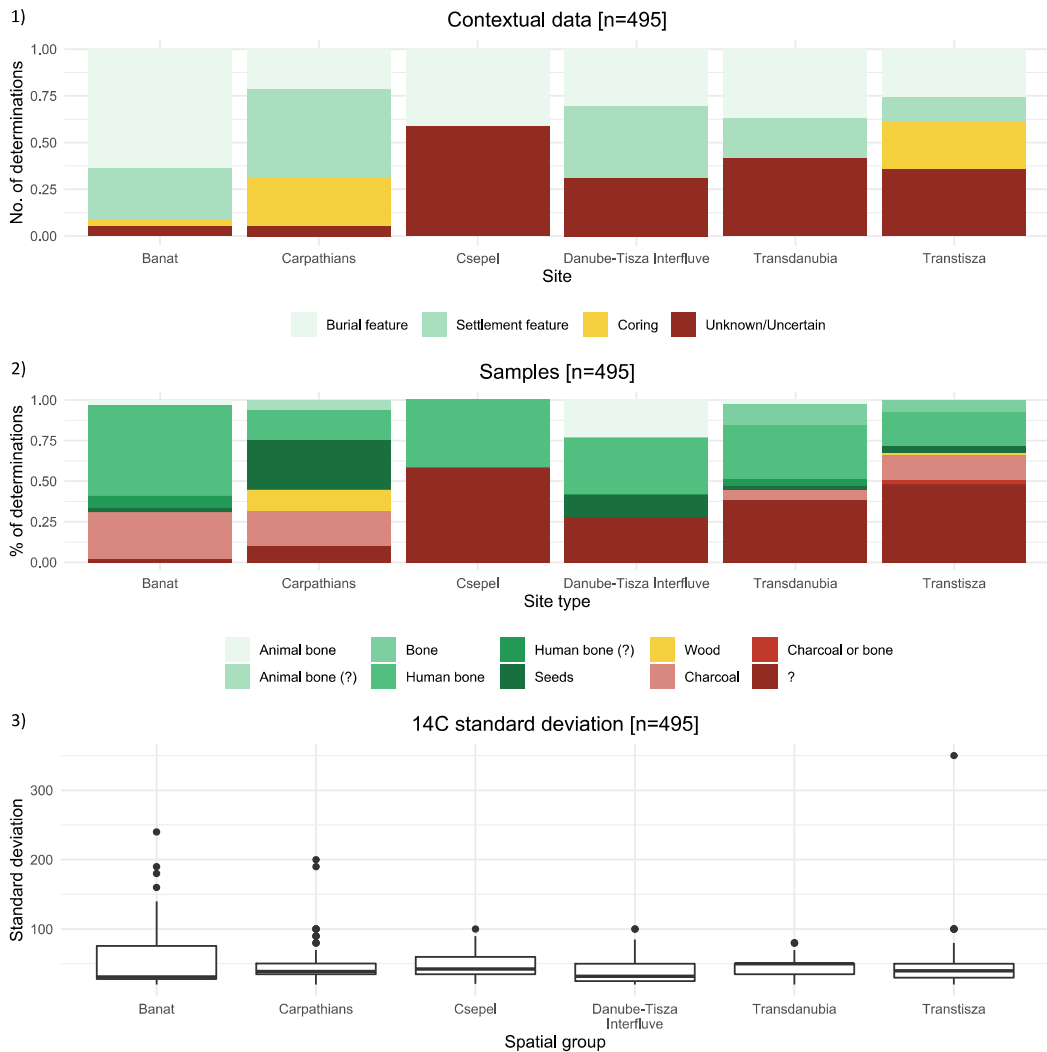 1)
Contextual data [n=495]
No. of determinations
1.00
0.75
0.50
0.25
0.00
Banat Carpathians Csepel Danube-Tisza Interfluve Transdanubia Transtisza
Site
Burial feature Settlement feature Coring Unknown/Uncertain
2)
Samples [n=495]
% of determinations
1.00
0.75
0.50
0.25
0.00
Banat Carpathians Csepel Danube-Tisza Interfluve Transdanubia Transtisza
Site type
Animal bone Bone Human bone (?) Wood Charcoal or bone
Animal bone (?) Human bone Seeds Charcoal ?
3)
14C standard deviation [n=495]
Standard deviation
300
200
100
Banat Carpathians Csepel Danube-Tisza Transdanubia Transtisza
Interfluve
Spatial group